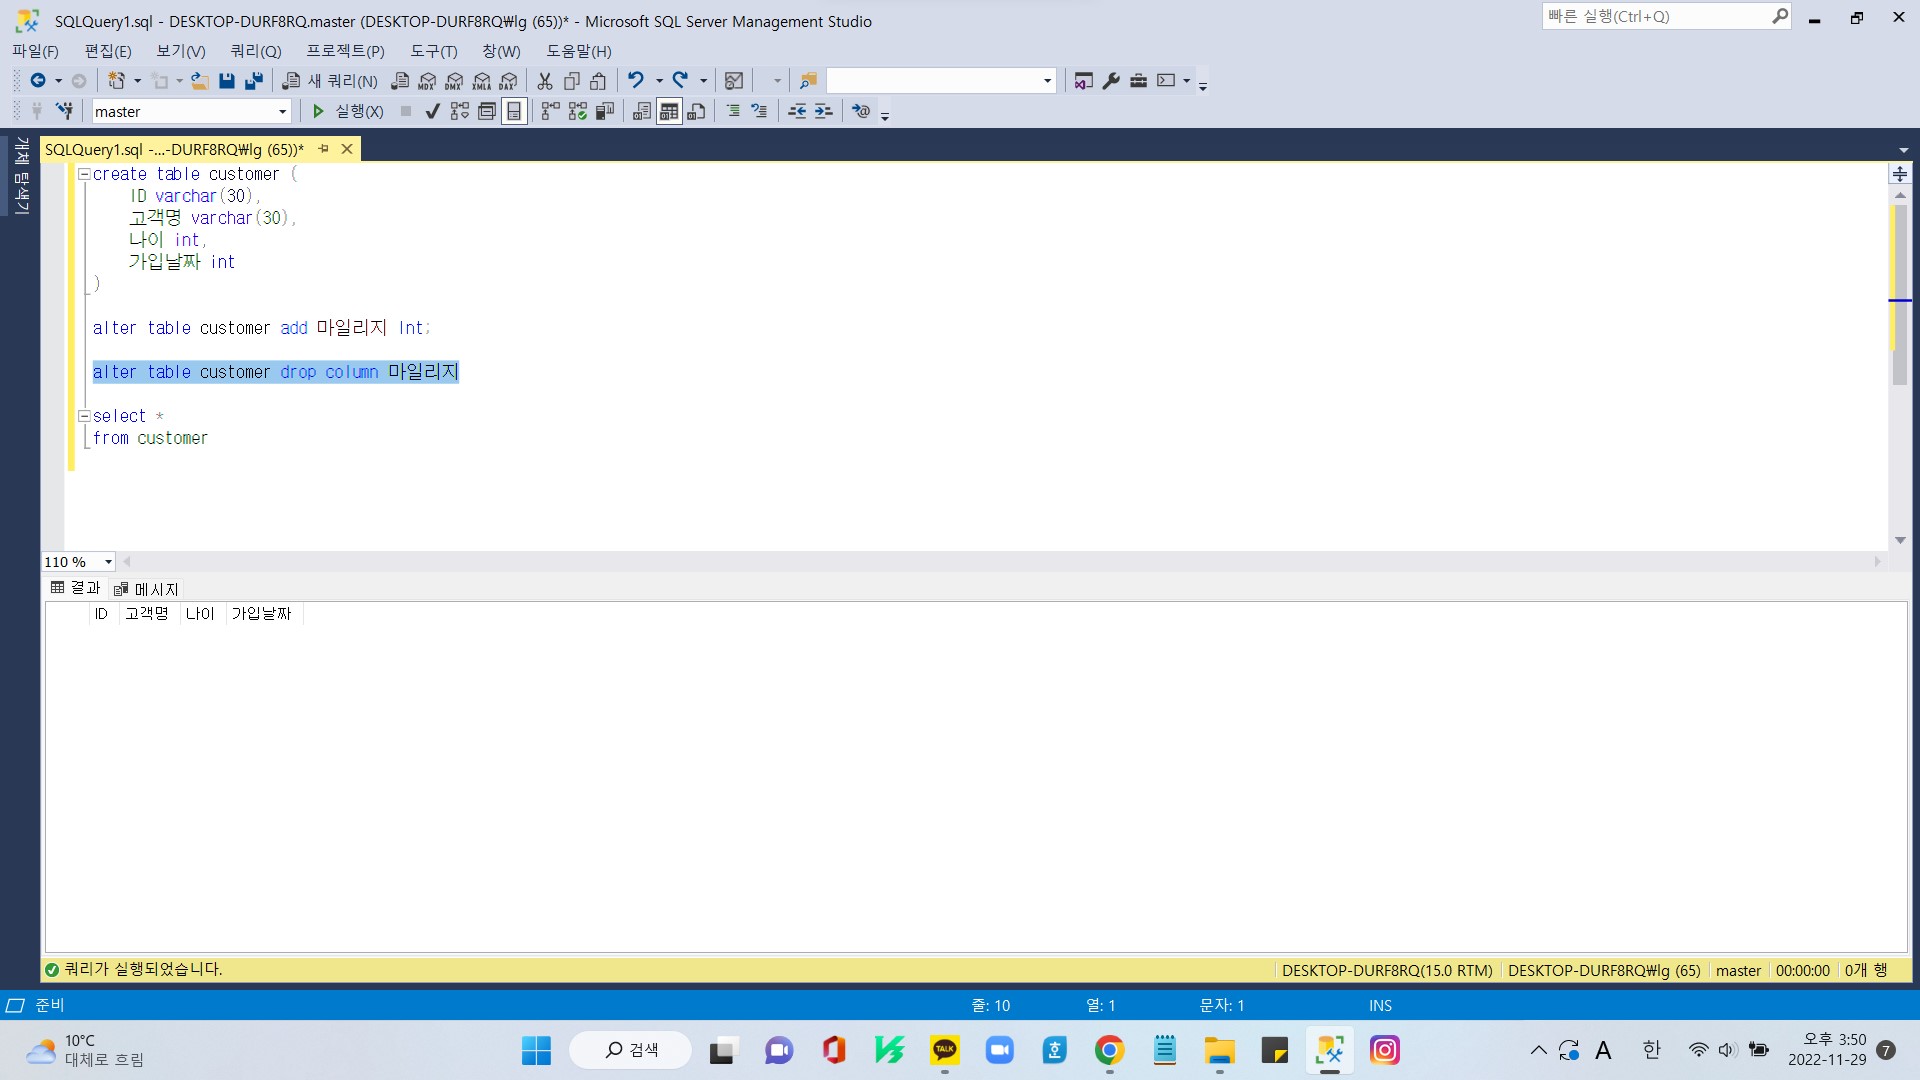 SQLQuery1.sql - DESKTOP-DURF8RQ.master (DESKTOP-DURF8RQ₩lg (65))* - Microsoft SQL Server Management Studio
빠른 실행(Ctrl+Q)
파일(F) 편집(E) 보기(V) 쿼리(Q) 프로젝트(P) 도구(T) 창(W) 도움말(H)
새 쿼리(N) MDX DMX XMLA DAX
master 실행(X)
개체 탐색기
SQLQuery1.sql -...-DURF8RQ₩lg (65))*
create table customer (
ID varchar(30),
고객명 varchar(30),
나이 int,
가입날짜 int
)
alter table customer add 마일리지 Int;
alter table customer drop column 마일리지
select *
from customer
110 %
결과 메시지
ID 고객명 나이 가입날짜
쿼리가 실행되었습니다. DESKTOP-DURF8RQ(15.0 RTM) DESKTOP-DURF8RQ₩lg (65) master 00:00:00 0개 행
준비 줄: 10 열: 1 문자: 1 INS
10°C
대체로 흐림
검색
TALK
A 한
오후 3:50
2022-11-29
7